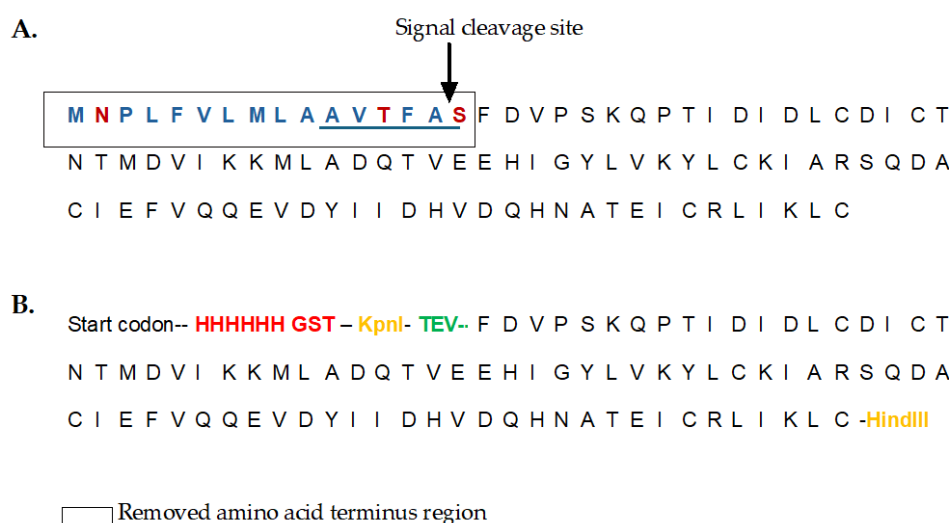 A.
Signal cleavage site
M N P L F V L M L A A V T F A S F D V P S K Q P T I D I D L C D I C T
N T M D V I K K M L A D Q T V E E H I G Y L V K Y L C K I A R S Q D A
C I E F V Q Q E V D Y I I D H V D Q H N A T E I C R L I K L C
B.
Start codon-- HHHHHH GST – KpnI- TEV-- F D V P S K Q P T I D I D L C D I C T
N T M D V I K K M L A D Q T V E E H I G Y L V K Y L C K I A R S Q D A
C I E F V Q Q E V D Y I I D H V D Q H N A T E I C R L I K L C -HindIII
Removed amino acid terminus region